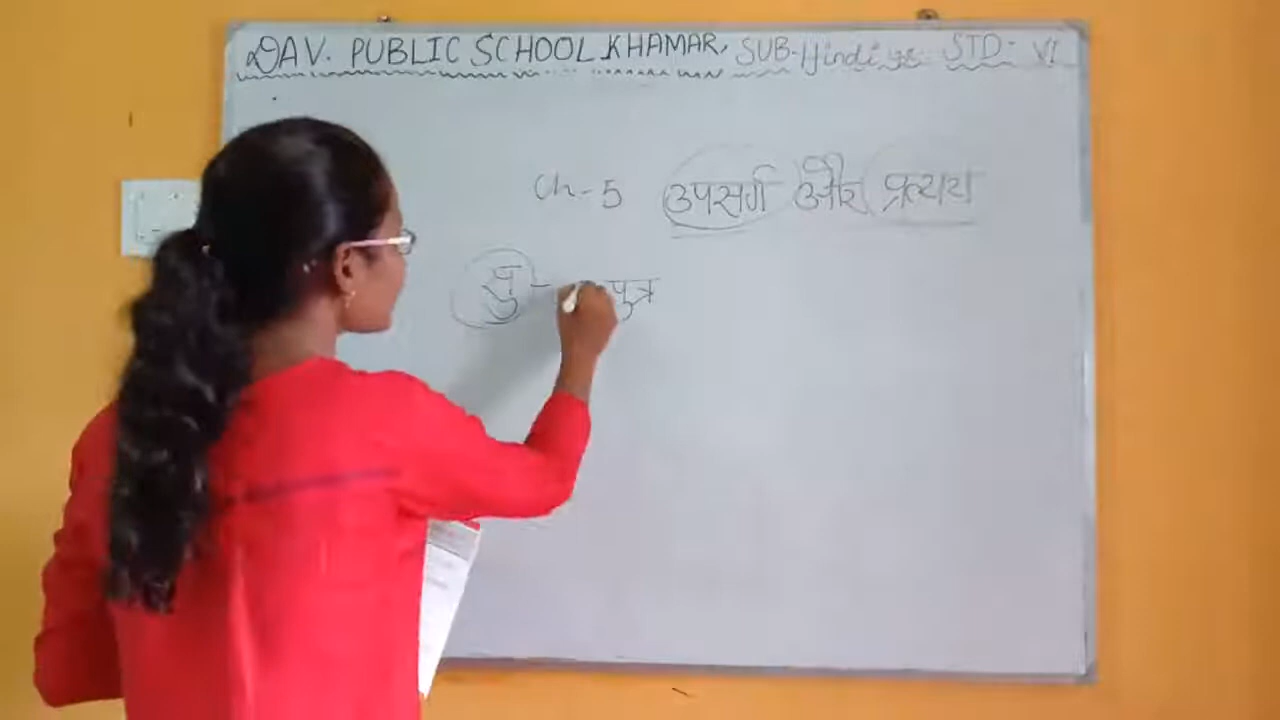 DAV. PUBLIC SCHOOL KHAMAR, SUB-Hindi STD:- VI
Ch-5 उपसर्ग और प्रत्यय
सु - पुत्र